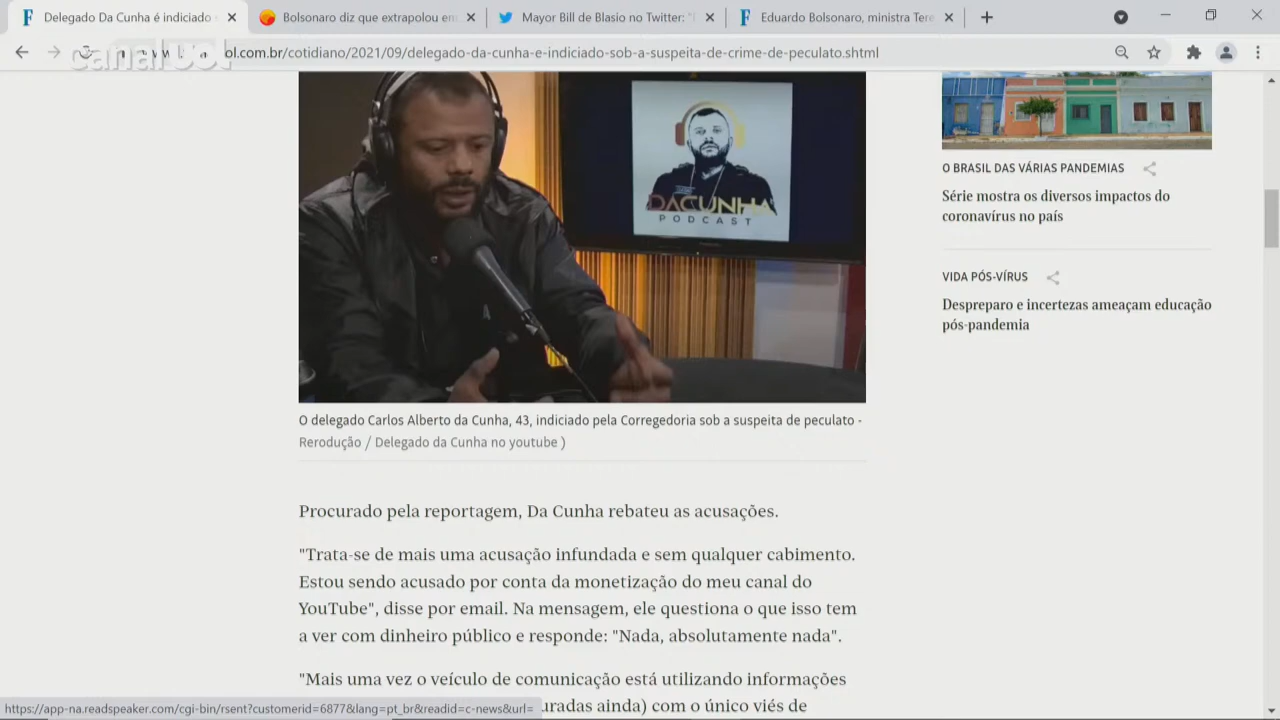 Delegado Da Cunha é indiciado
Bolsonaro diz que extrapolou em
Mayor Bill de Blasio no Twitter: "I
Eduardo Bolsonaro, ministra Tere
ol.com.br/cotidiano/2021/09/delegado-da-cunha-e-indiciado-sob-a-suspeita-de-crime-de-peculato.shtml
canal uol
DACUNHA
PODCAST
O delegado Carlos Alberto da Cunha, 43, indiciado pela Corregedoria sob a suspeita de peculato -
Rerodução / Delegado da Cunha no youtube )
Procurado pela reportagem, Da Cunha rebateu as acusações.
"Trata-se de mais uma acusação infundada e sem qualquer cabimento.
Estou sendo acusado por conta da monetização do meu canal do
YouTube", disse por email. Na mensagem, ele questiona o que isso tem
a ver com dinheiro público e responde: "Nada, absolutamente nada".
"Mais uma vez o veículo de comunicação está utilizando informações
uradas ainda) com o único viés de
O BRASIL DAS VÁRIAS PANDEMIAS
Série mostra os diversos impactos do
coronavírus no país
VIDA PÓS-VÍRUS
Despreparo e incertezas ameaçam educação
pós-pandemia
https://app-na.readspeaker.com/cgi-bin/rsent?customerid=6877&lang=pt_br&readid=c-news&url=